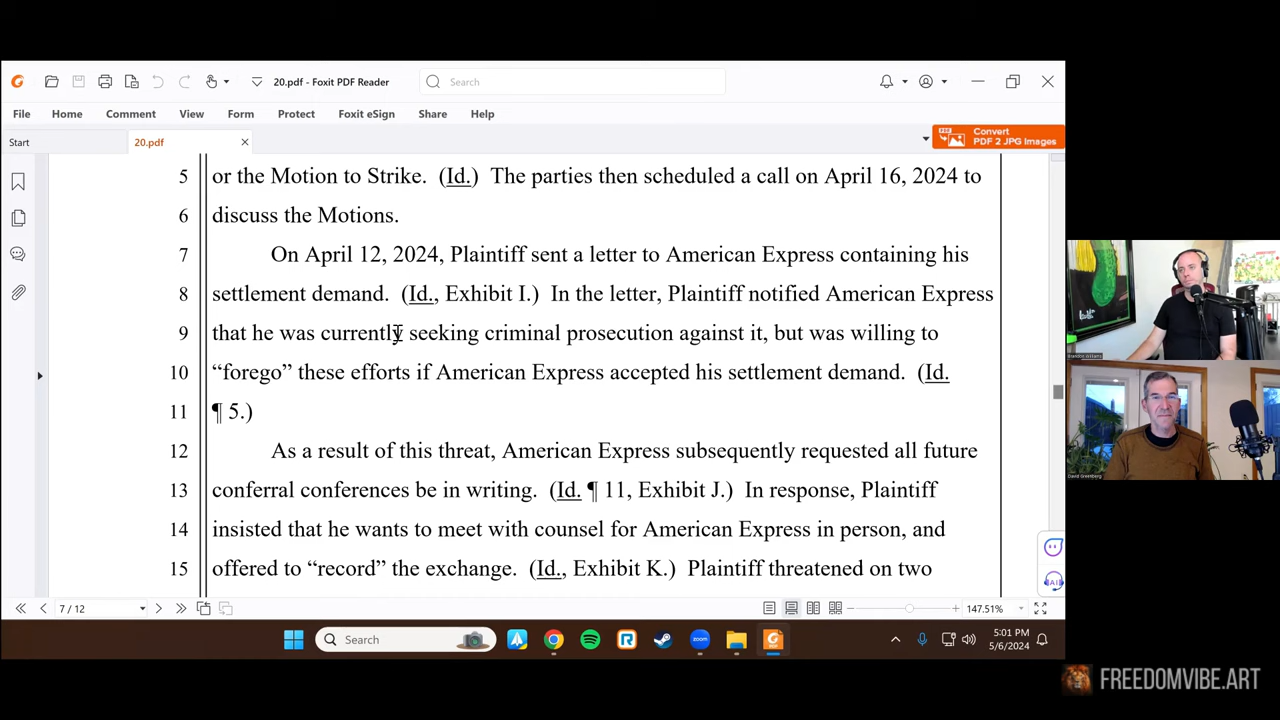 20.pdf - Foxit PDF Reader
Search
File Home Comment View Form Protect Foxit eSign Share Help
Start
20.pdf
Convert
PDF 2 JPG Images
5 or the Motion to Strike. (Id.) The parties then scheduled a call on April 16, 2024 to
6 discuss the Motions.
7 On April 12, 2024, Plaintiff sent a letter to American Express containing his
8 settlement demand. (Id., Exhibit I.) In the letter, Plaintiff notified American Express
9 that he was currently seeking criminal prosecution against it, but was willing to
10 “forego” these efforts if American Express accepted his settlement demand. (Id.
11 ¶ 5.)
12 As a result of this threat, American Express subsequently requested all future
13 conferral conferences be in writing. (Id. ¶ 11, Exhibit J.) In response, Plaintiff
14 insisted that he wants to meet with counsel for American Express in person, and
15 offered to “record” the exchange. (Id., Exhibit K.) Plaintiff threatened on two
Brandon Williams
David Greenberg
AI
7 / 12
147.51%
Search
zoom
5:01 PM
5/6/2024
FREEDOMVIBE.ART